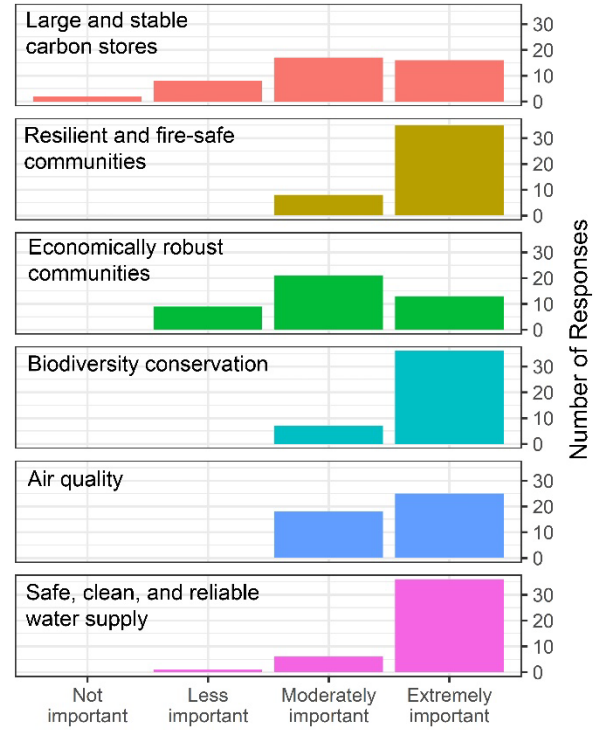 Large and stable
carbon stores
30
20
10
0
Resilient and fire-safe
communities
30
20
10
0
Economically robust
communities
30
20
10
0
Biodiversity conservation
30
20
10
0
Air quality
30
20
10
0
Safe, clean, and reliable
water supply
30
20
10
0
Number of Responses
Not
important
Less
important
Moderately
important
Extremely
important